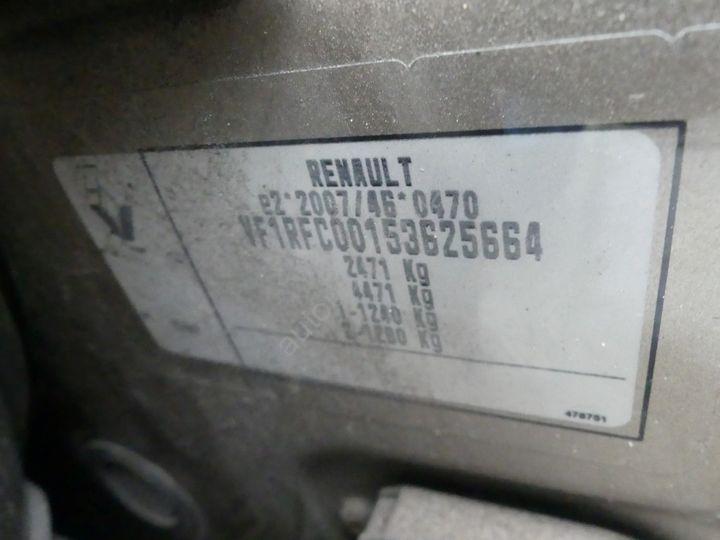 RENAULT
e2*2007/46*0470
VF1RFC00153625664
2471 Kg
4471 Kg
1-1240 Kg
2-1280 Kg
478751